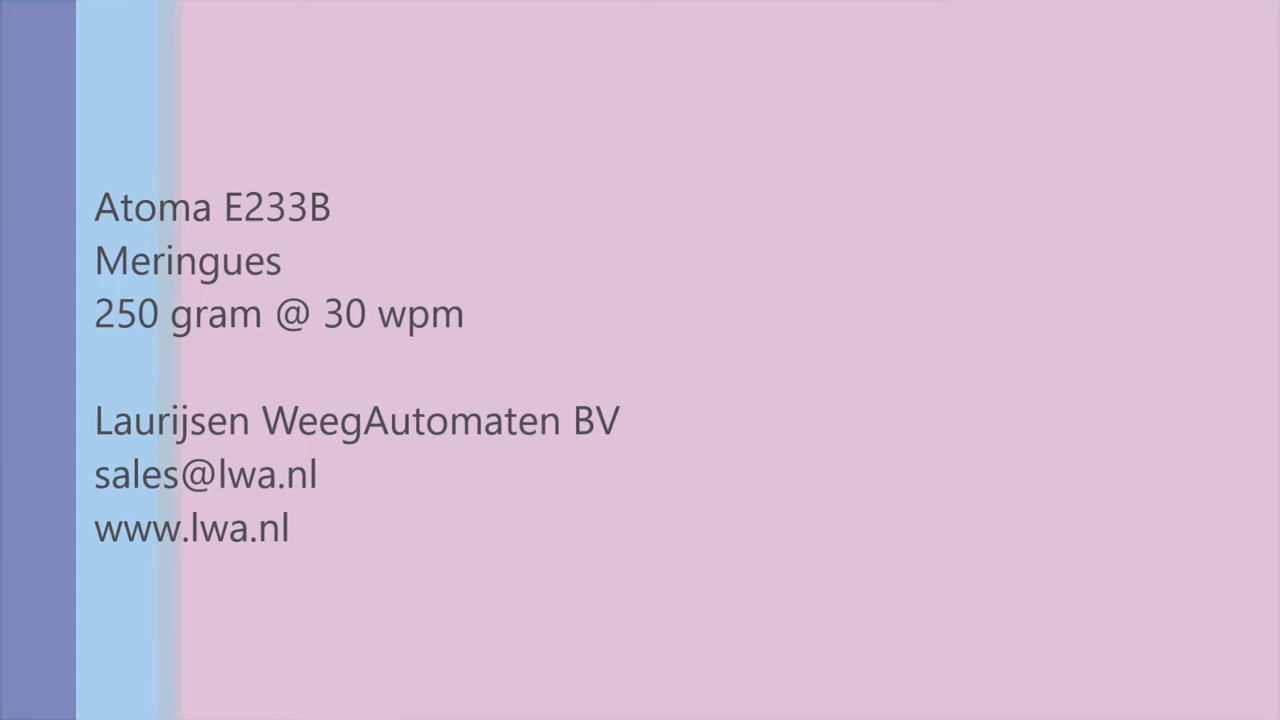 Atoma E233B
Meringues
250 gram @ 30 wpm
Laurijsen WeegAutomaten BV
sales@lwa.nl
www.lwa.nl